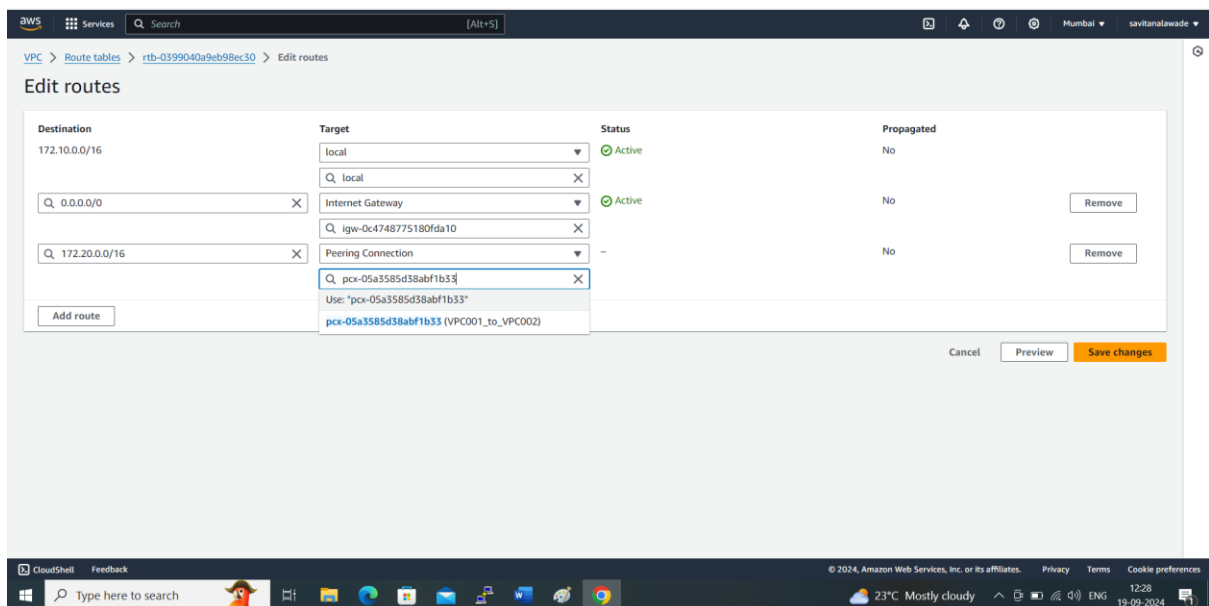 aws Services Search [Alt+S] Mumbai savitanalawade
VPC > Route tables > rtb-0399040a9eb98ec30 > Edit routes
Edit routes
Destination Target Status Propagated
172.10.0.0/16 local Active No
local
0.0.0.0/0 Internet Gateway Active No Remove
igw-0c4748775180fda10
172.20.0.0/16 Peering Connection – No Remove
pcx-05a3585d38abf1b33
Use: "pcx-05a3585d38abf1b33"
Add route pcx-05a3585d38abf1b33 (VPC001_to_VPC002)
Cancel Preview Save changes
CloudShell Feedback © 2024, Amazon Web Services, Inc. or its affiliates. Privacy Terms Cookie preferences
Type here to search 23°C Mostly cloudy ENG 12:28
19-09-2024